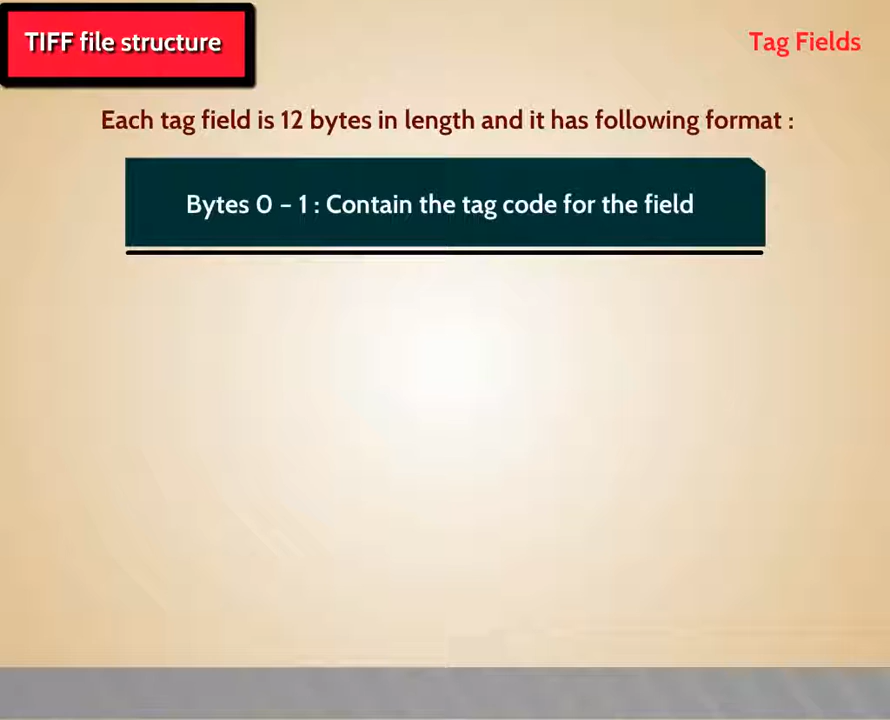 TIFF file structure
Tag Fields
Each tag field is 12 bytes in length and it has following format :
Bytes 0 – 1 : Contain the tag code for the field